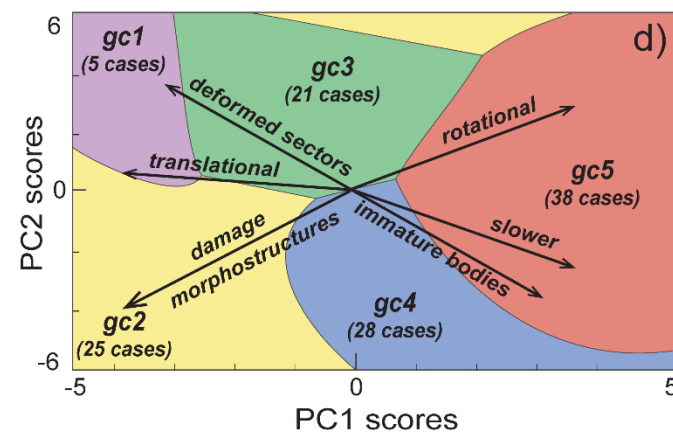 6
gc1
(5 cases)
gc3
(21 cases)
d)
deformed sectors
rotational
translational
gc5
(38 cases)
PC2 scores
0
damage
morphostructures
immature bodies
slower
gc2
(25 cases)
gc4
(28 cases)
-6
-5
0
5
PC1 scores